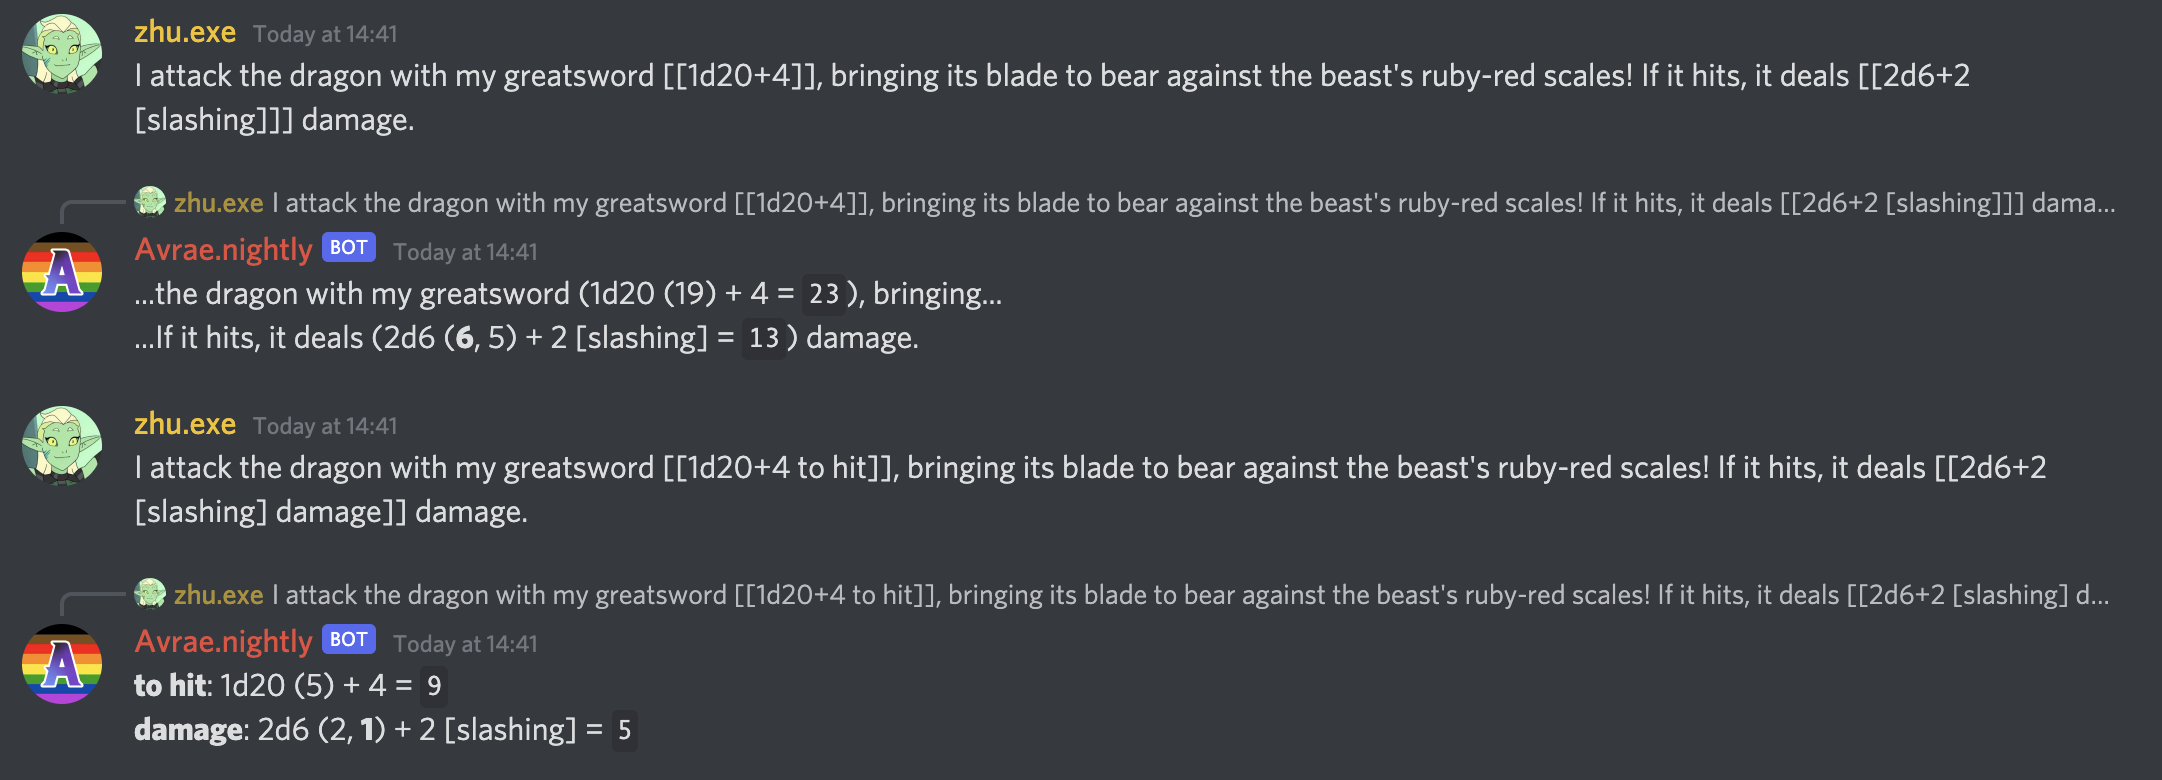 zhu.exe Today at 14:41
I attack the dragon with my greatsword [[1d20+4]], bringing its blade to bear against the beast's ruby-red scales! If it hits, it deals [[2d6+2
[slashing]]] damage.
zhu.exe I attack the dragon with my greatsword [[1d20+4]], bringing its blade to bear against the beast's ruby-red scales! If it hits, it deals [[2d6+2 [slashing]]] dama...
A
Avrae.nightly BOT Today at 14:41
...the dragon with my greatsword (1d20 (19) + 4 = 23), bringing...
...If it hits, it deals (2d6 (6, 5) + 2 [slashing] = 13) damage.
zhu.exe Today at 14:41
I attack the dragon with my greatsword [[1d20+4 to hit]], bringing its blade to bear against the beast's ruby-red scales! If it hits, it deals [[2d6+2
[slashing] damage]] damage.
zhu.exe I attack the dragon with my greatsword [[1d20+4 to hit]], bringing its blade to bear against the beast's ruby-red scales! If it hits, it deals [[2d6+2 [slashing] d...
A
Avrae.nightly BOT Today at 14:41
to hit: 1d20 (5) + 4 = 9
damage: 2d6 (2, 1) + 2 [slashing] = 5